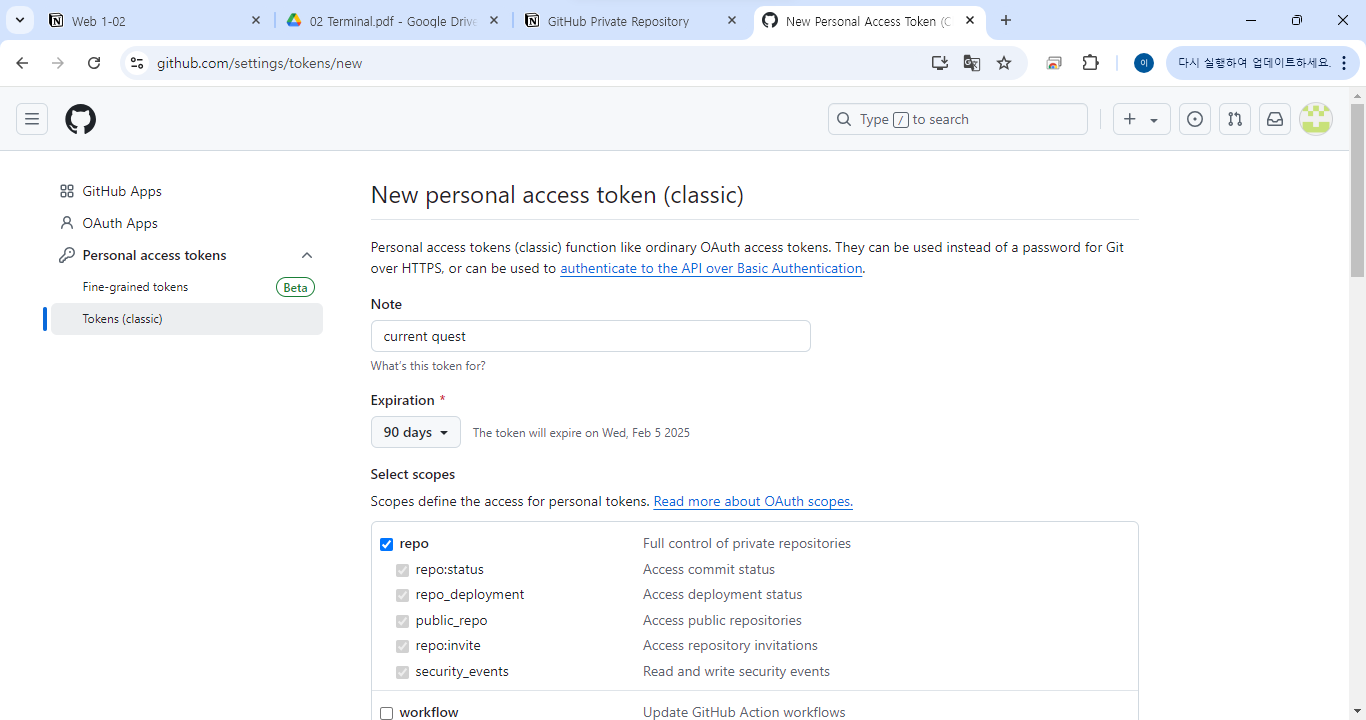 Web 1-02
02 Terminal.pdf - Google Drive
GitHub Private Repository
New Personal Access Token (C
github.com/settings/tokens/new
이
다시 실행하여 업데이트하세요.
Type / to search
GitHub Apps
OAuth Apps
Personal access tokens
Fine-grained tokens Beta
Tokens (classic)
New personal access token (classic)
Personal access tokens (classic) function like ordinary OAuth access tokens. They can be used instead of a password for Git
over HTTPS, or can be used to authenticate to the API over Basic Authentication.
Note
current quest
What's this token for?
Expiration *
90 days The token will expire on Wed, Feb 5 2025
Select scopes
Scopes define the access for personal tokens. Read more about OAuth scopes.
repo Full control of private repositories
repo:status Access commit status
repo_deployment Access deployment status
public_repo Access public repositories
repo:invite Access repository invitations
security_events Read and write security events
workflow Update GitHub Action workflows